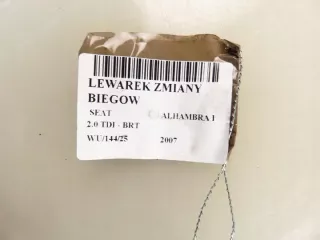 LEWAREK ZMIANY
BIEGOW
SEAT ALHAMBRA I
2.0 TDI - BRT
WU/144/25 2007